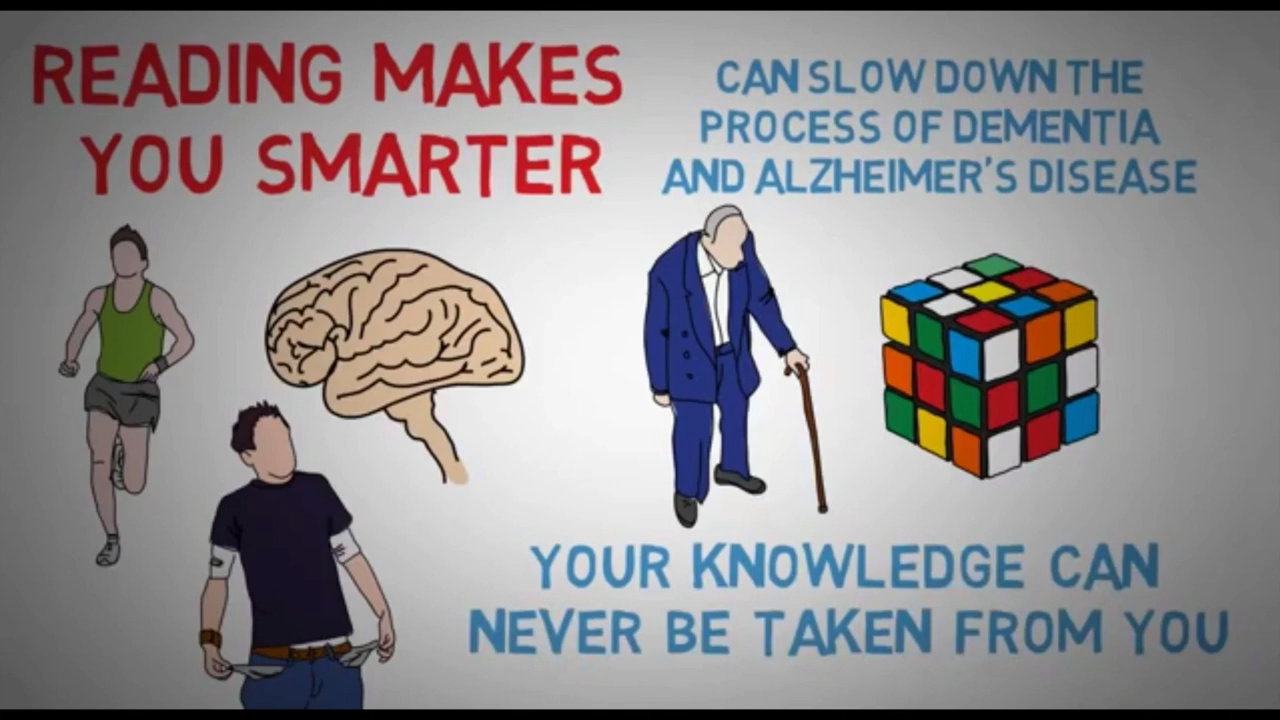 READING MAKES
YOU SMARTER
CAN SLOW DOWN THE
PROCESS OF DEMENTIA
AND ALZHEIMER'S DISEASE
YOUR KNOWLEDGE CAN
NEVER BE TAKEN FROM YOU